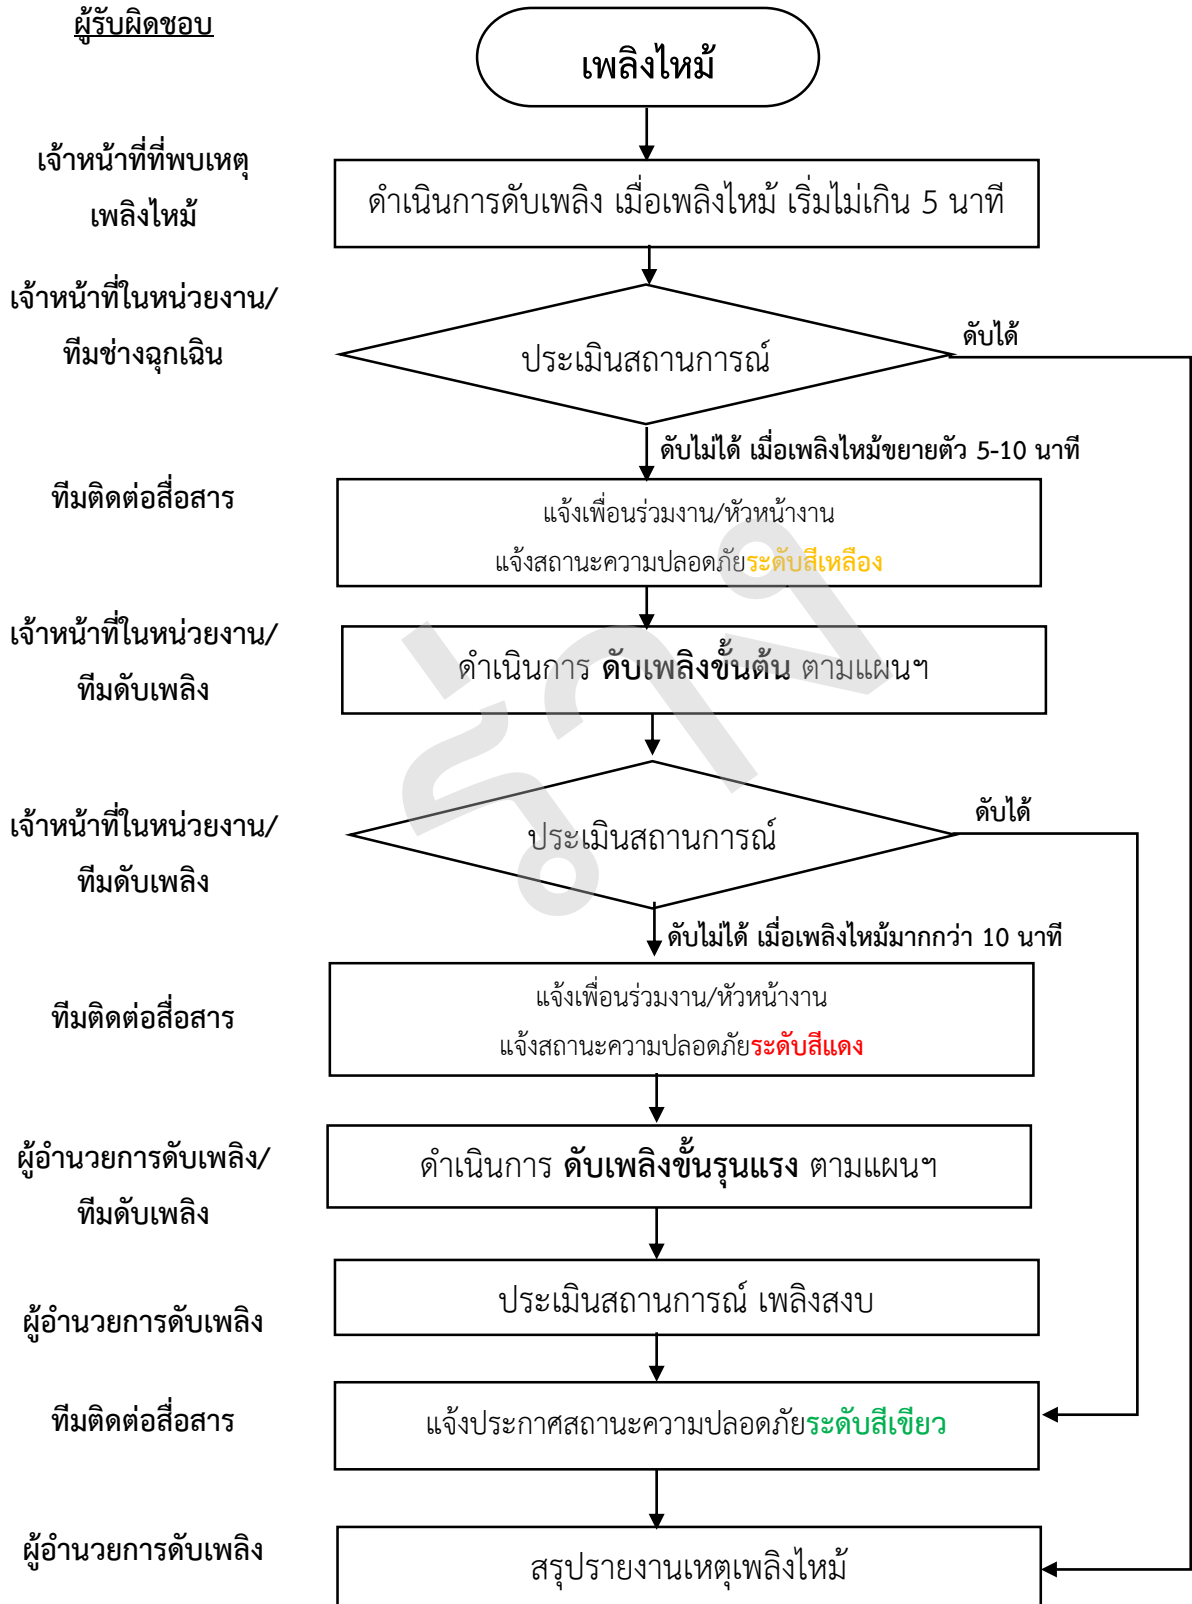 ผู้รับผิดชอบ
เพลิงไหม้
เจ้าหน้าที่ที่พบเหตุ
เพลิงไหม้
ดำเนินการดับเพลิง เมื่อเพลิงไหม้ เริ่มไม่เกิน 5 นาที
เจ้าหน้าที่ในหน่วยงาน/
ทีมช่างฉุกเฉิน
ประเมินสถานการณ์
ดับได้
ดับไม่ได้ เมื่อเพลิงไหม้ขยายตัว 5-10 นาที
ทีมติดต่อสื่อสาร
แจ้งเพื่อนร่วมงาน/หัวหน้างาน
แจ้งสถานะความปลอดภัยระดับสีเหลือง
เจ้าหน้าที่ในหน่วยงาน/
ทีมดับเพลิง
ดำเนินการ ดับเพลิงขั้นต้น ตามแผนฯ
ร่าง
เจ้าหน้าที่ในหน่วยงาน/
ทีมดับเพลิง
ประเมินสถานการณ์
ดับได้
ดับไม่ได้ เมื่อเพลิงไหม้มากกว่า 10 นาที
ทีมติดต่อสื่อสาร
แจ้งเพื่อนร่วมงาน/หัวหน้างาน
แจ้งสถานะความปลอดภัยระดับสีแดง
ผู้อำนวยการดับเพลิง/
ทีมดับเพลิง
ดำเนินการ ดับเพลิงขั้นรุนแรง ตามแผนฯ
ผู้อำนวยการดับเพลิง
ประเมินสถานการณ์ เพลิงสงบ
ทีมติดต่อสื่อสาร
แจ้งประกาศสถานะความปลอดภัยระดับสีเขียว
ผู้อำนวยการดับเพลิง
สรุปรายงานเหตุเพลิงไหม้